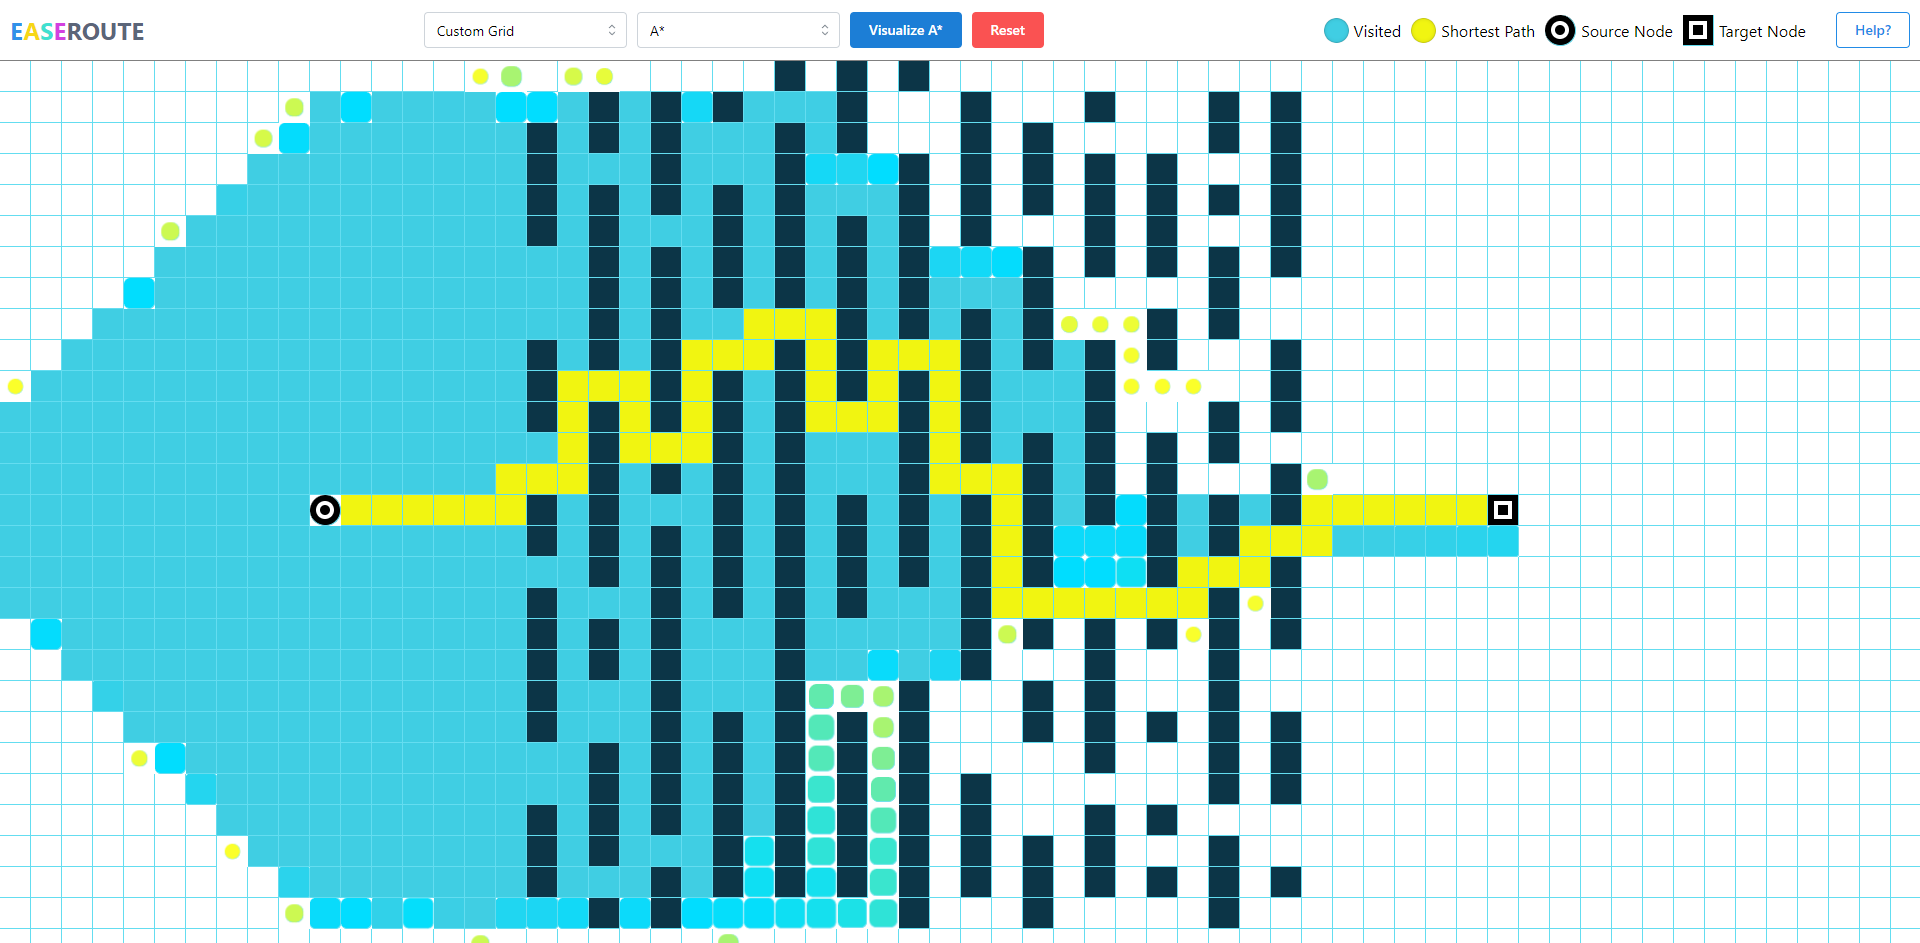 EASEROUTE
Custom Grid
A*
Visualize A*
Reset
Visited
Shortest Path
Source Node
Target Node
Help?